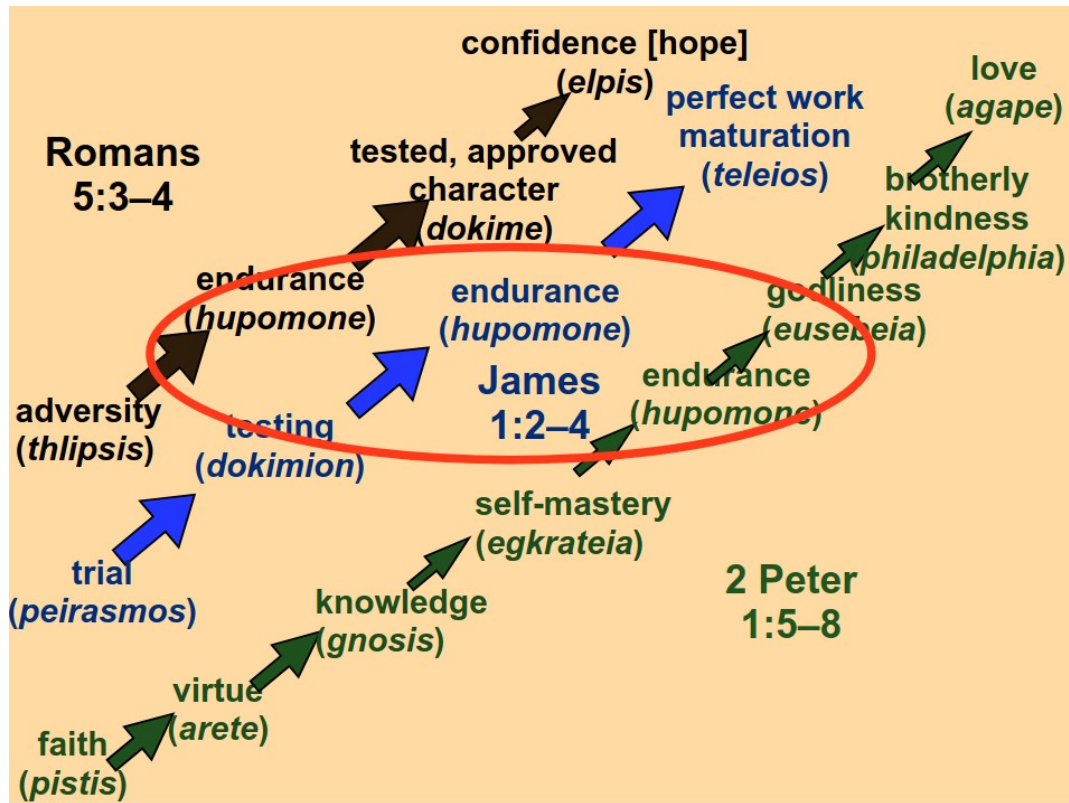 Romans
5:3–4
adversity
(thlipsis)
endurance
(hupomone)
tested, approved
character
(dokime)
confidence [hope]
(elpis)
James
1:2–4
trial
(peirasmos)
testing
(dokimion)
endurance
(hupomone)
perfect work
maturation
(teleios)
2 Peter
1:5–8
faith
(pistis)
virtue
(arete)
knowledge
(gnosis)
self-mastery
(egkrateia)
endurance
(hupomone)
godliness
(eusebeia)
brotherly
kindness
(philadelphia)
love
(agape)